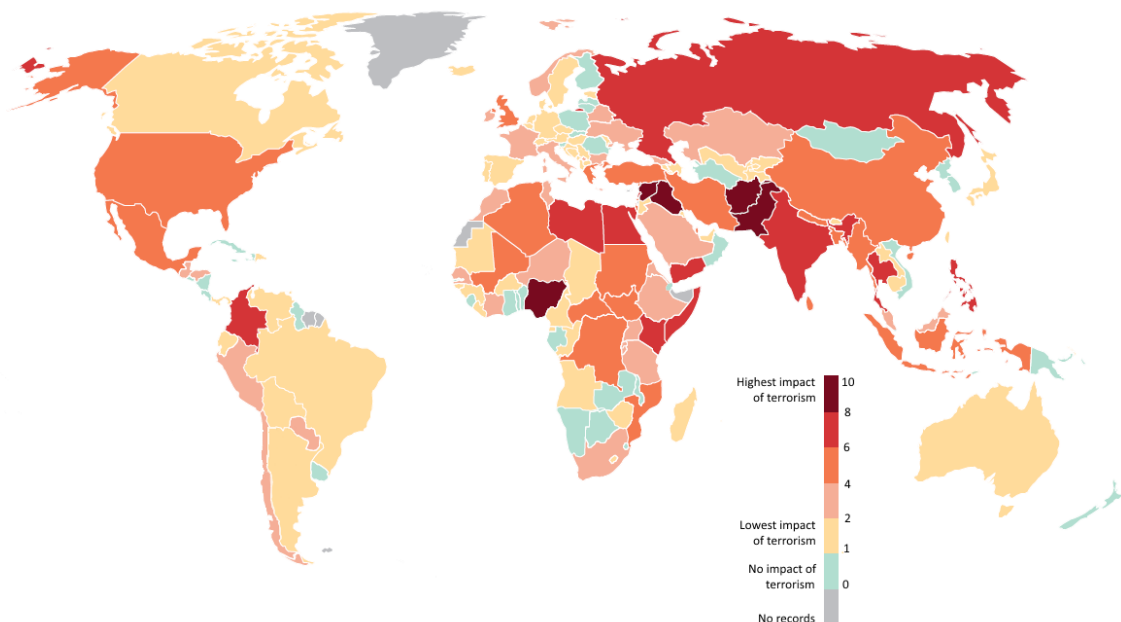 Highest impact
of terrorism
10
8
6
4
2
Lowest impact
of terrorism
1
No impact of
terrorism
0
No records